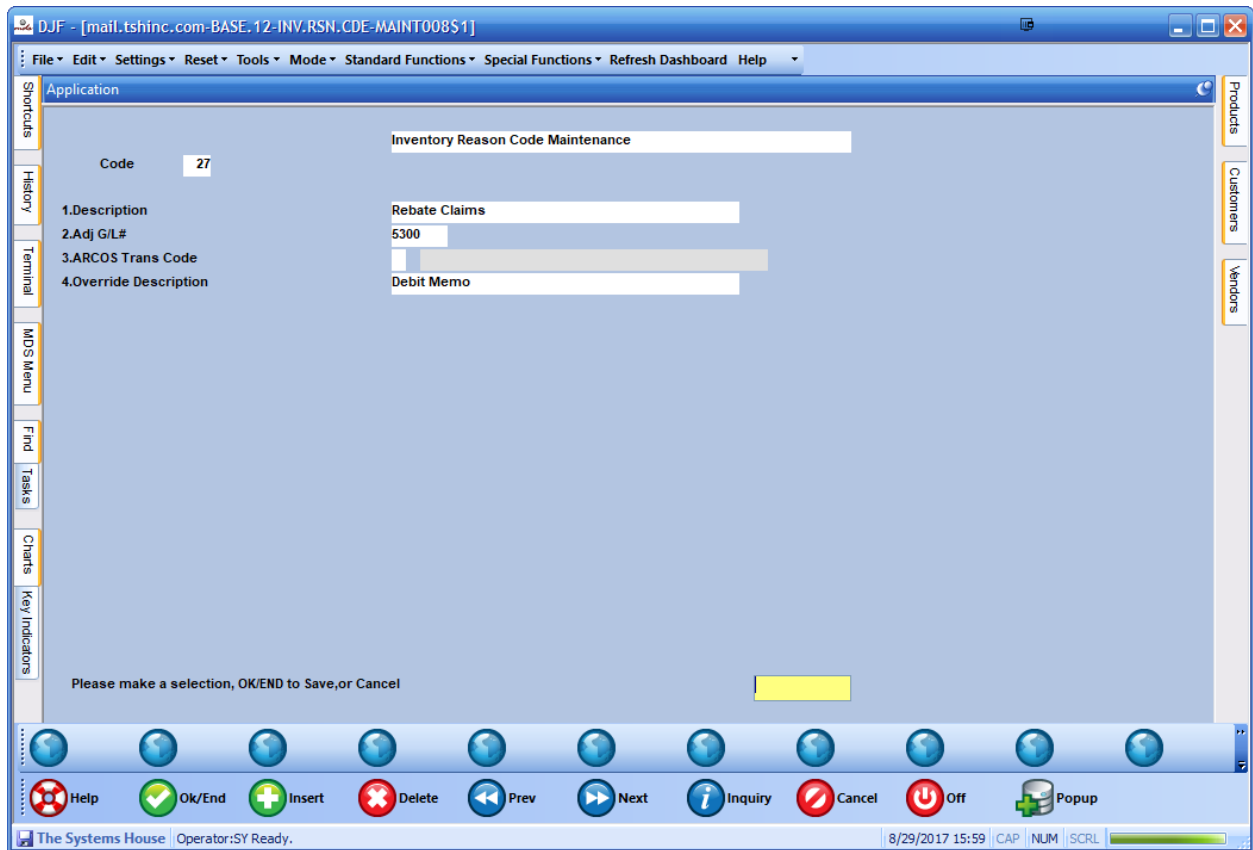 DJF - [mail.tshinc.com-BASE.12-INV.RSN.CDE-MAINT008$1]
File Edit Settings Reset Tools Mode Standard Functions Special Functions Refresh Dashboard Help
Application
Shortcuts
History
Terminal
MDS Menu
Find
Tasks
Charts
Key Indicators
Inventory Reason Code Maintenance
Code 27
1.Description Rebate Claims
2.Adj G/L# 5300
3.ARCOS Trans Code
4.Override Description Debit Memo
Please make a selection, OK/END to Save,or Cancel
Products
Customers
Vendors
Help Ok/End Insert Delete Prev Next Inquiry Cancel Off Popup
The Systems House Operator:SY Ready. 8/29/2017 15:59 CAP NUM SCRL